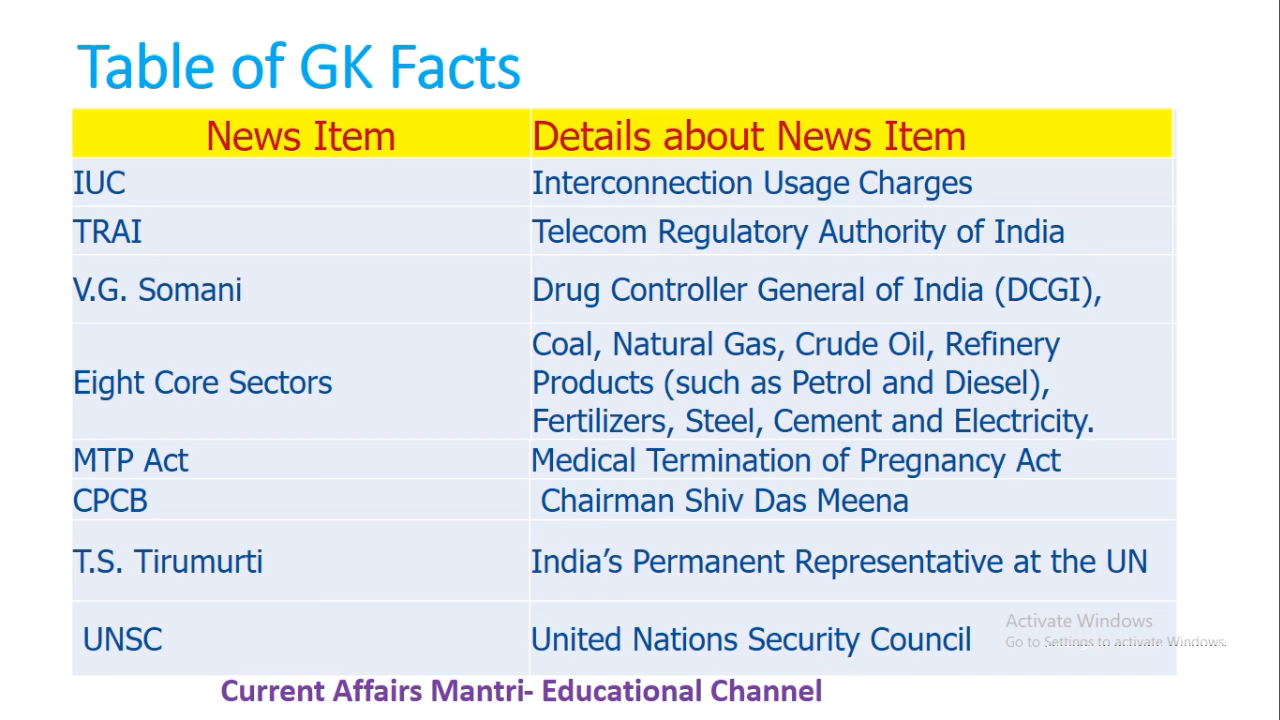 Table of GK Facts
News Item
Details about News Item
IUC
Interconnection Usage Charges
TRAI
Telecom Regulatory Authority of India
V.G. Somani
Drug Controller General of India (DCGI),
Eight Core Sectors
Coal, Natural Gas, Crude Oil, Refinery
Products (such as Petrol and Diesel),
Fertilizers, Steel, Cement and Electricity.
MTP Act
Medical Termination of Pregnancy Act
CPCB
Chairman Shiv Das Meena
T.S. Tirumurti
India’s Permanent Representative at the UN
UNSC
United Nations Security Council
Activate Windows
Go to Settings to activate Windows.
Current Affairs Mantri- Educational Channel